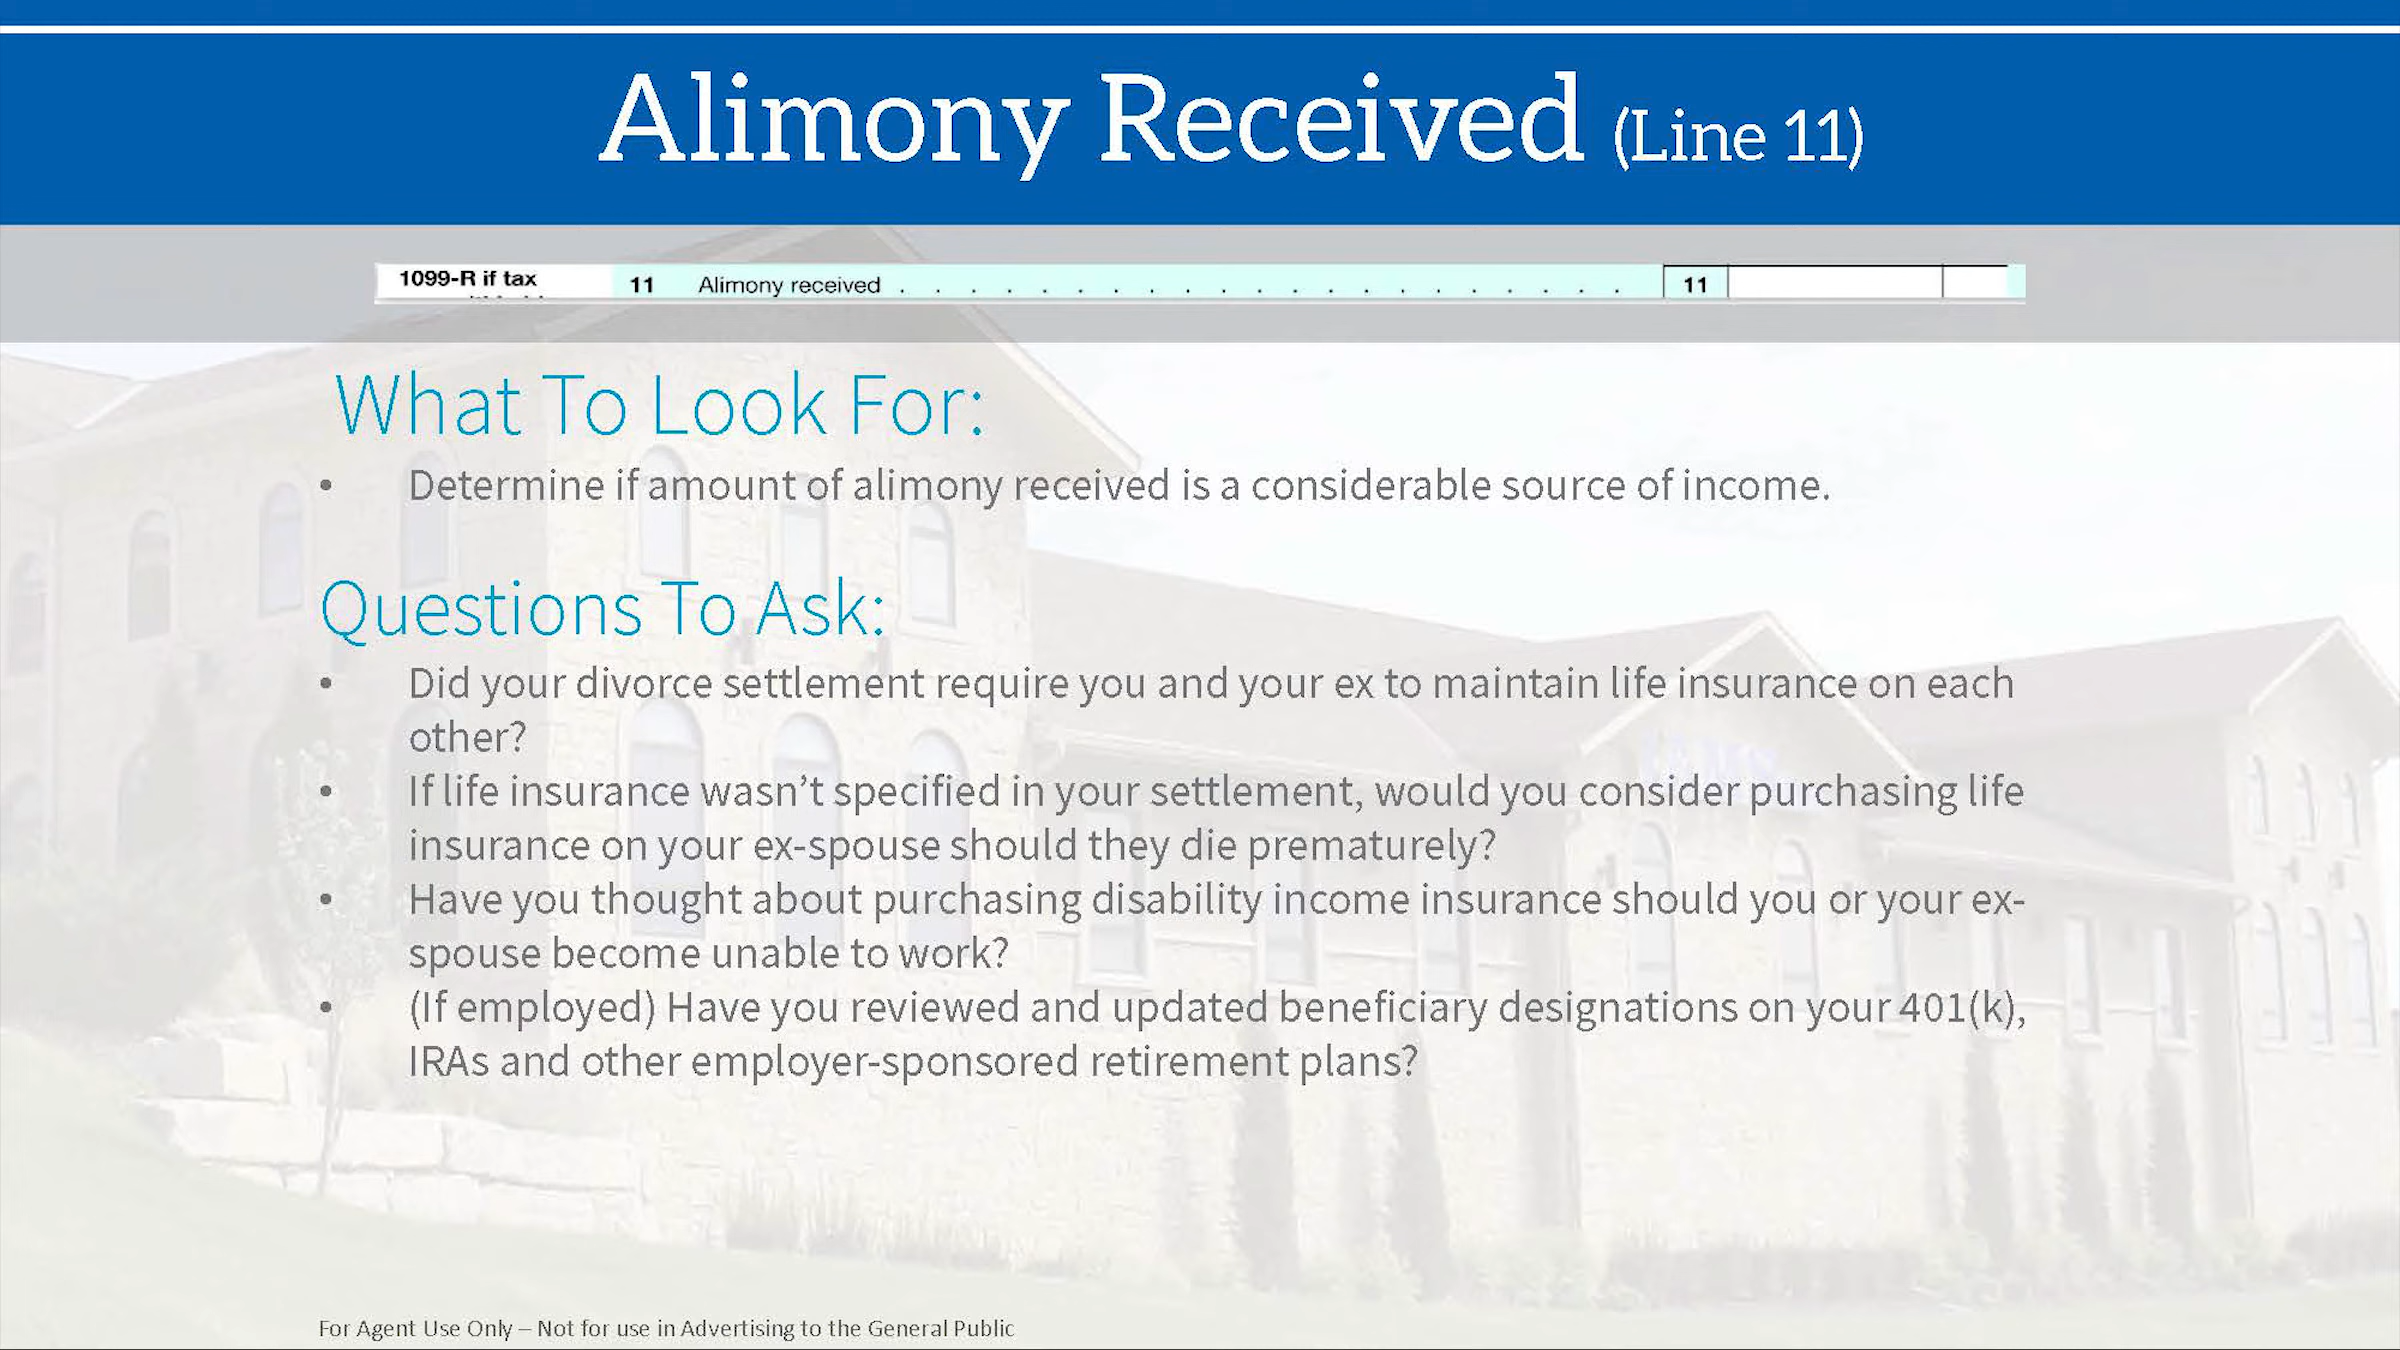 Alimony Received (Line 11)
1099-R if tax 11 Alimony received . . . . . . . . . . . . . . . . . . . . . 11
What To Look For:
• Determine if amount of alimony received is a considerable source of income.
Questions To Ask:
• Did your divorce settlement require you and your ex to maintain life insurance on each
other?
• If life insurance wasn’t specified in your settlement, would you consider purchasing life
insurance on your ex-spouse should they die prematurely?
• Have you thought about purchasing disability income insurance should you or your ex-
spouse become unable to work?
• (If employed) Have you reviewed and updated beneficiary designations on your 401(k),
IRAs and other employer-sponsored retirement plans?
For Agent Use Only – Not for use in Advertising to the General Public